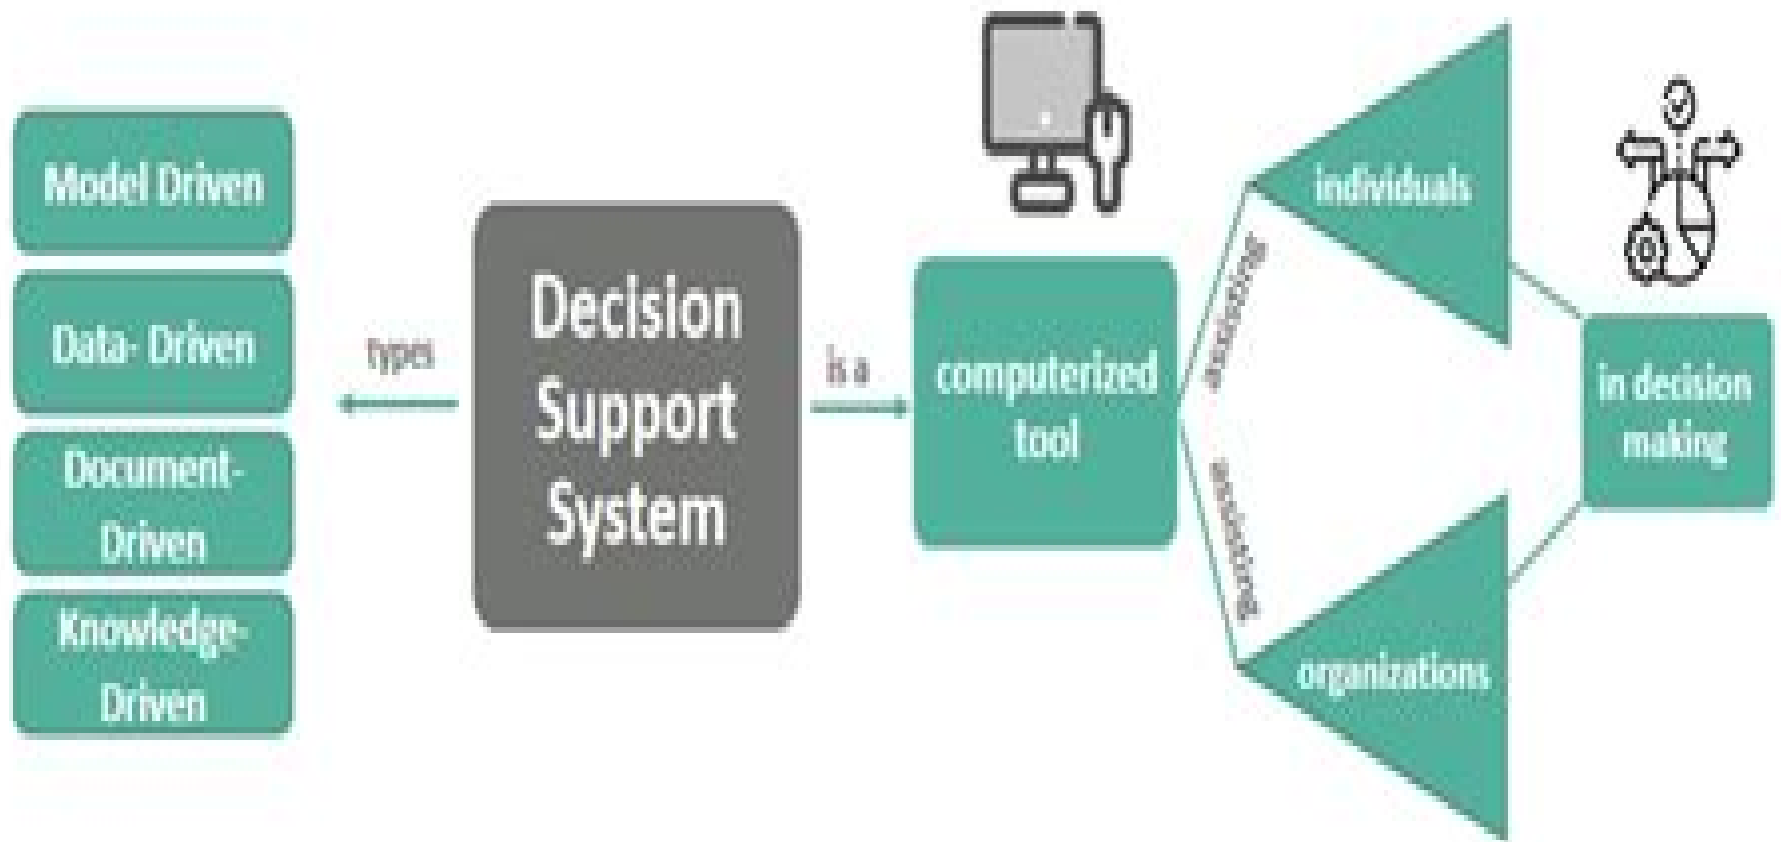 Model Driven
Data- Driven
Document-
Driven
Knowledge-
Driven
types
Decision
Support
System
is a
computerized
tool
assisting
assisting
individuals
organizations
in decision
making